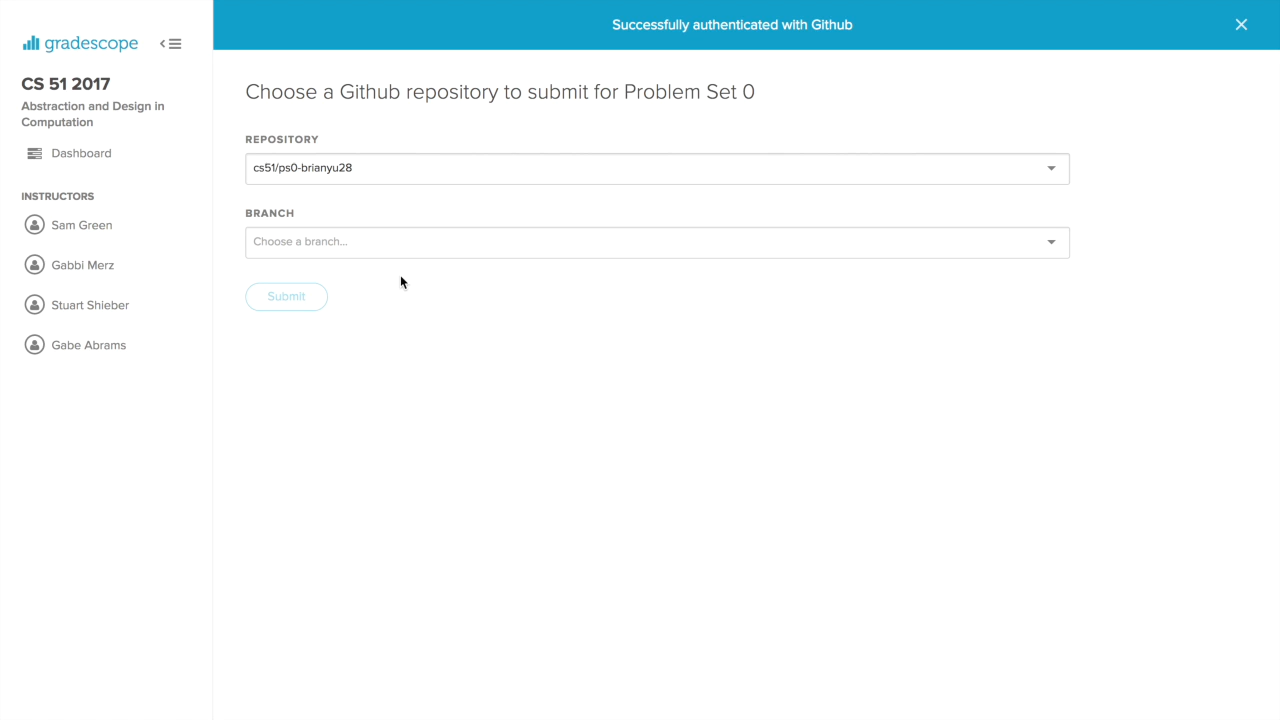 Successfully authenticated with Github
gradescope
CS 51 2017
Abstraction and Design in
Computation
Dashboard
INSTRUCTORS
Sam Green
Gabbi Merz
Stuart Shieber
Gabe Abrams
Choose a Github repository to submit for Problem Set 0
REPOSITORY
cs51/ps0-brianyu28
BRANCH
Choose a branch...
Submit